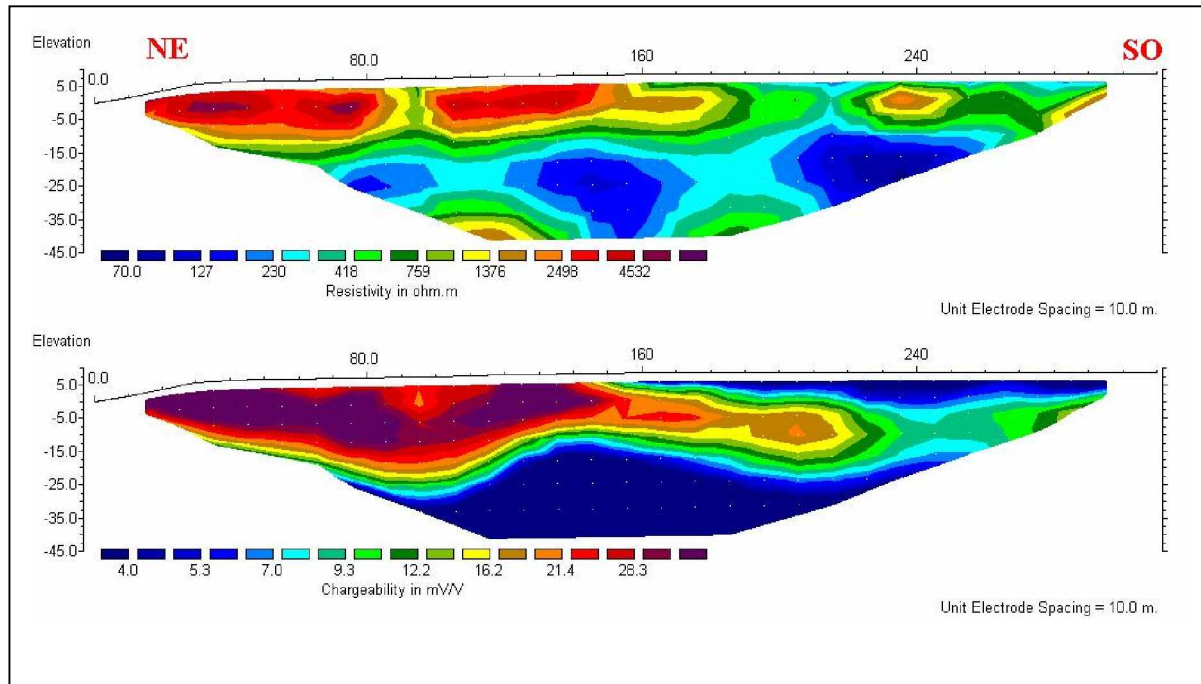 Elevation
NE
SO
0.0 80.0 160 240
5.0
-5.0
-15.0
-25.0
-35.0
-45.0
70.0 127 230 418 759 1376 2498 4532
Resistivity in ohm.m
Unit Electrode Spacing = 10.0 m.
Elevation
0.0 80.0 160 240
5.0
-5.0
-15.0
-25.0
-35.0
-45.0
4.0 5.3 7.0 9.3 12.2 16.2 21.4 28.3
Chargeability in mV/V
Unit Electrode Spacing = 10.0 m.